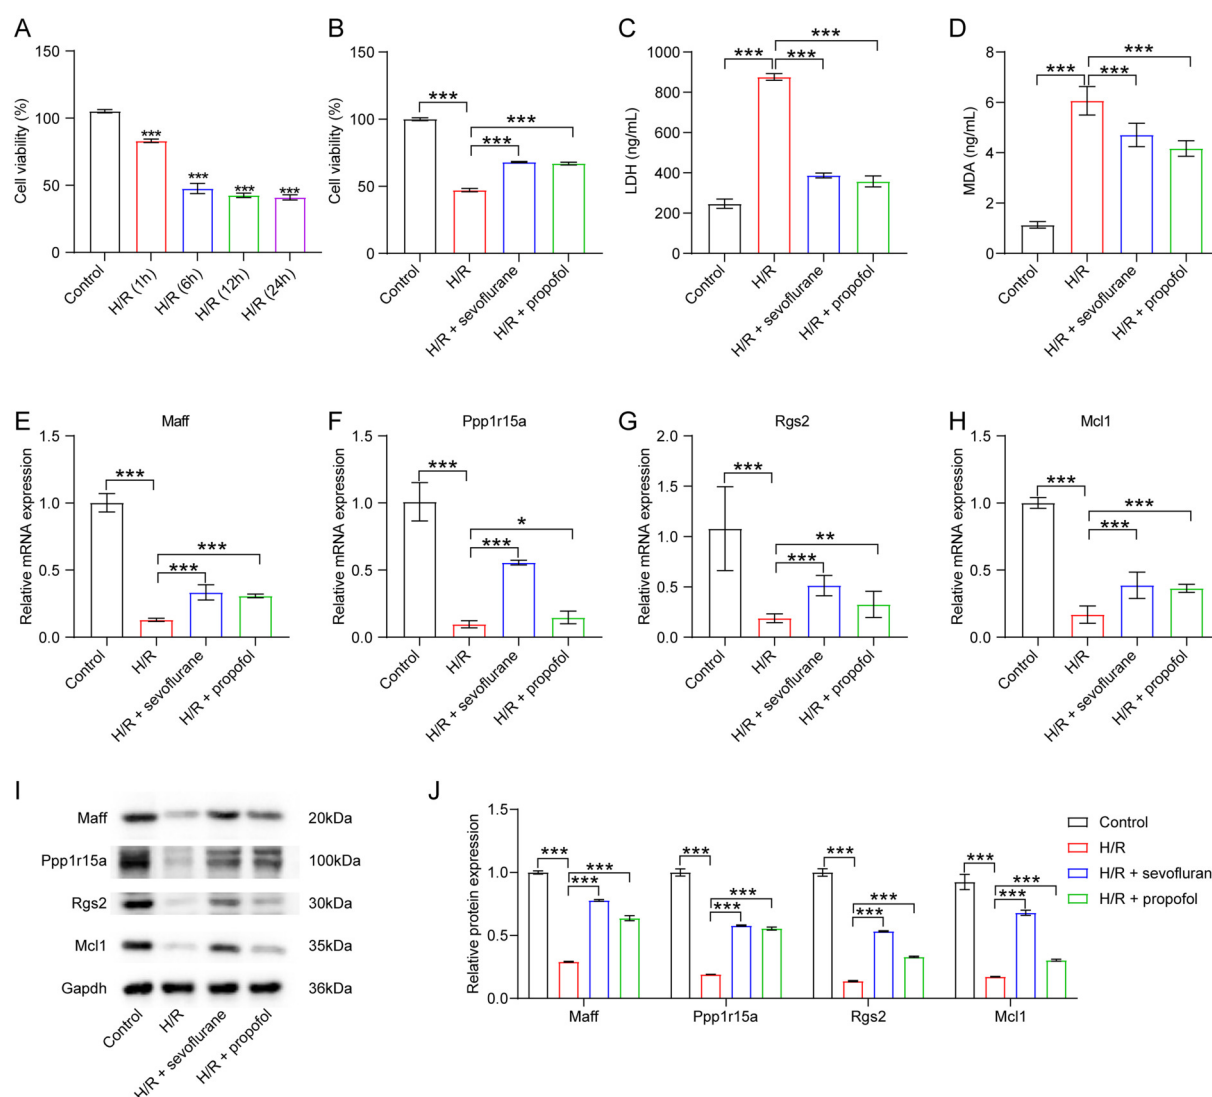 A
Cell viability (%)
150
100
50
0
***
***
***
***
Control
H/R (1h)
H/R (6h)
H/R (12h)
H/R (24h)
B
Cell viability (%)
150
100
50
0
***
***
***
Control
H/R
H/R + sevoflurane
H/R + propofol
C
LDH (ng/mL)
1000
800
600
400
200
0
***
***
***
Control
H/R
H/R + sevoflurane
H/R + propofol
D
MDA (ng/mL)
8
6
4
2
0
***
***
***
Control
H/R
H/R + sevoflurane
H/R + propofol
E
Maff
Relative mRNA expression
1.5
1.0
0.5
0.0
***
***
***
Control
H/R
H/R + sevoflurane
H/R + propofol
F
Ppp1r15a
Relative mRNA expression
1.5
1.0
0.5
0.0
***
*
***
Control
H/R
H/R + sevoflurane
H/R + propofol
G
Rgs2
Relative mRNA expression
2.0
1.5
1.0
0.5
0.0
***
**
***
Control
H/R
H/R + sevoflurane
H/R + propofol
H
Mcl1
Relative mRNA expression
1.5
1.0
0.5
0.0
***
***
***
Control
H/R
H/R + sevoflurane
H/R + propofol
I
Maff 20kDa
Ppp1r15a 100kDa
Rgs2 30kDa
Mcl1 35kDa
Gapdh 36kDa
Control
H/R
H/R + sevoflurane
H/R + propofol
J
Relative protein expression
1.5
1.0
0.5
0.0
***
***
***
***
***
***
***
***
***
***
***
***
Maff
Ppp1r15a
Rgs2
Mcl1
Control
H/R
H/R + sevofluran
H/R + propofol